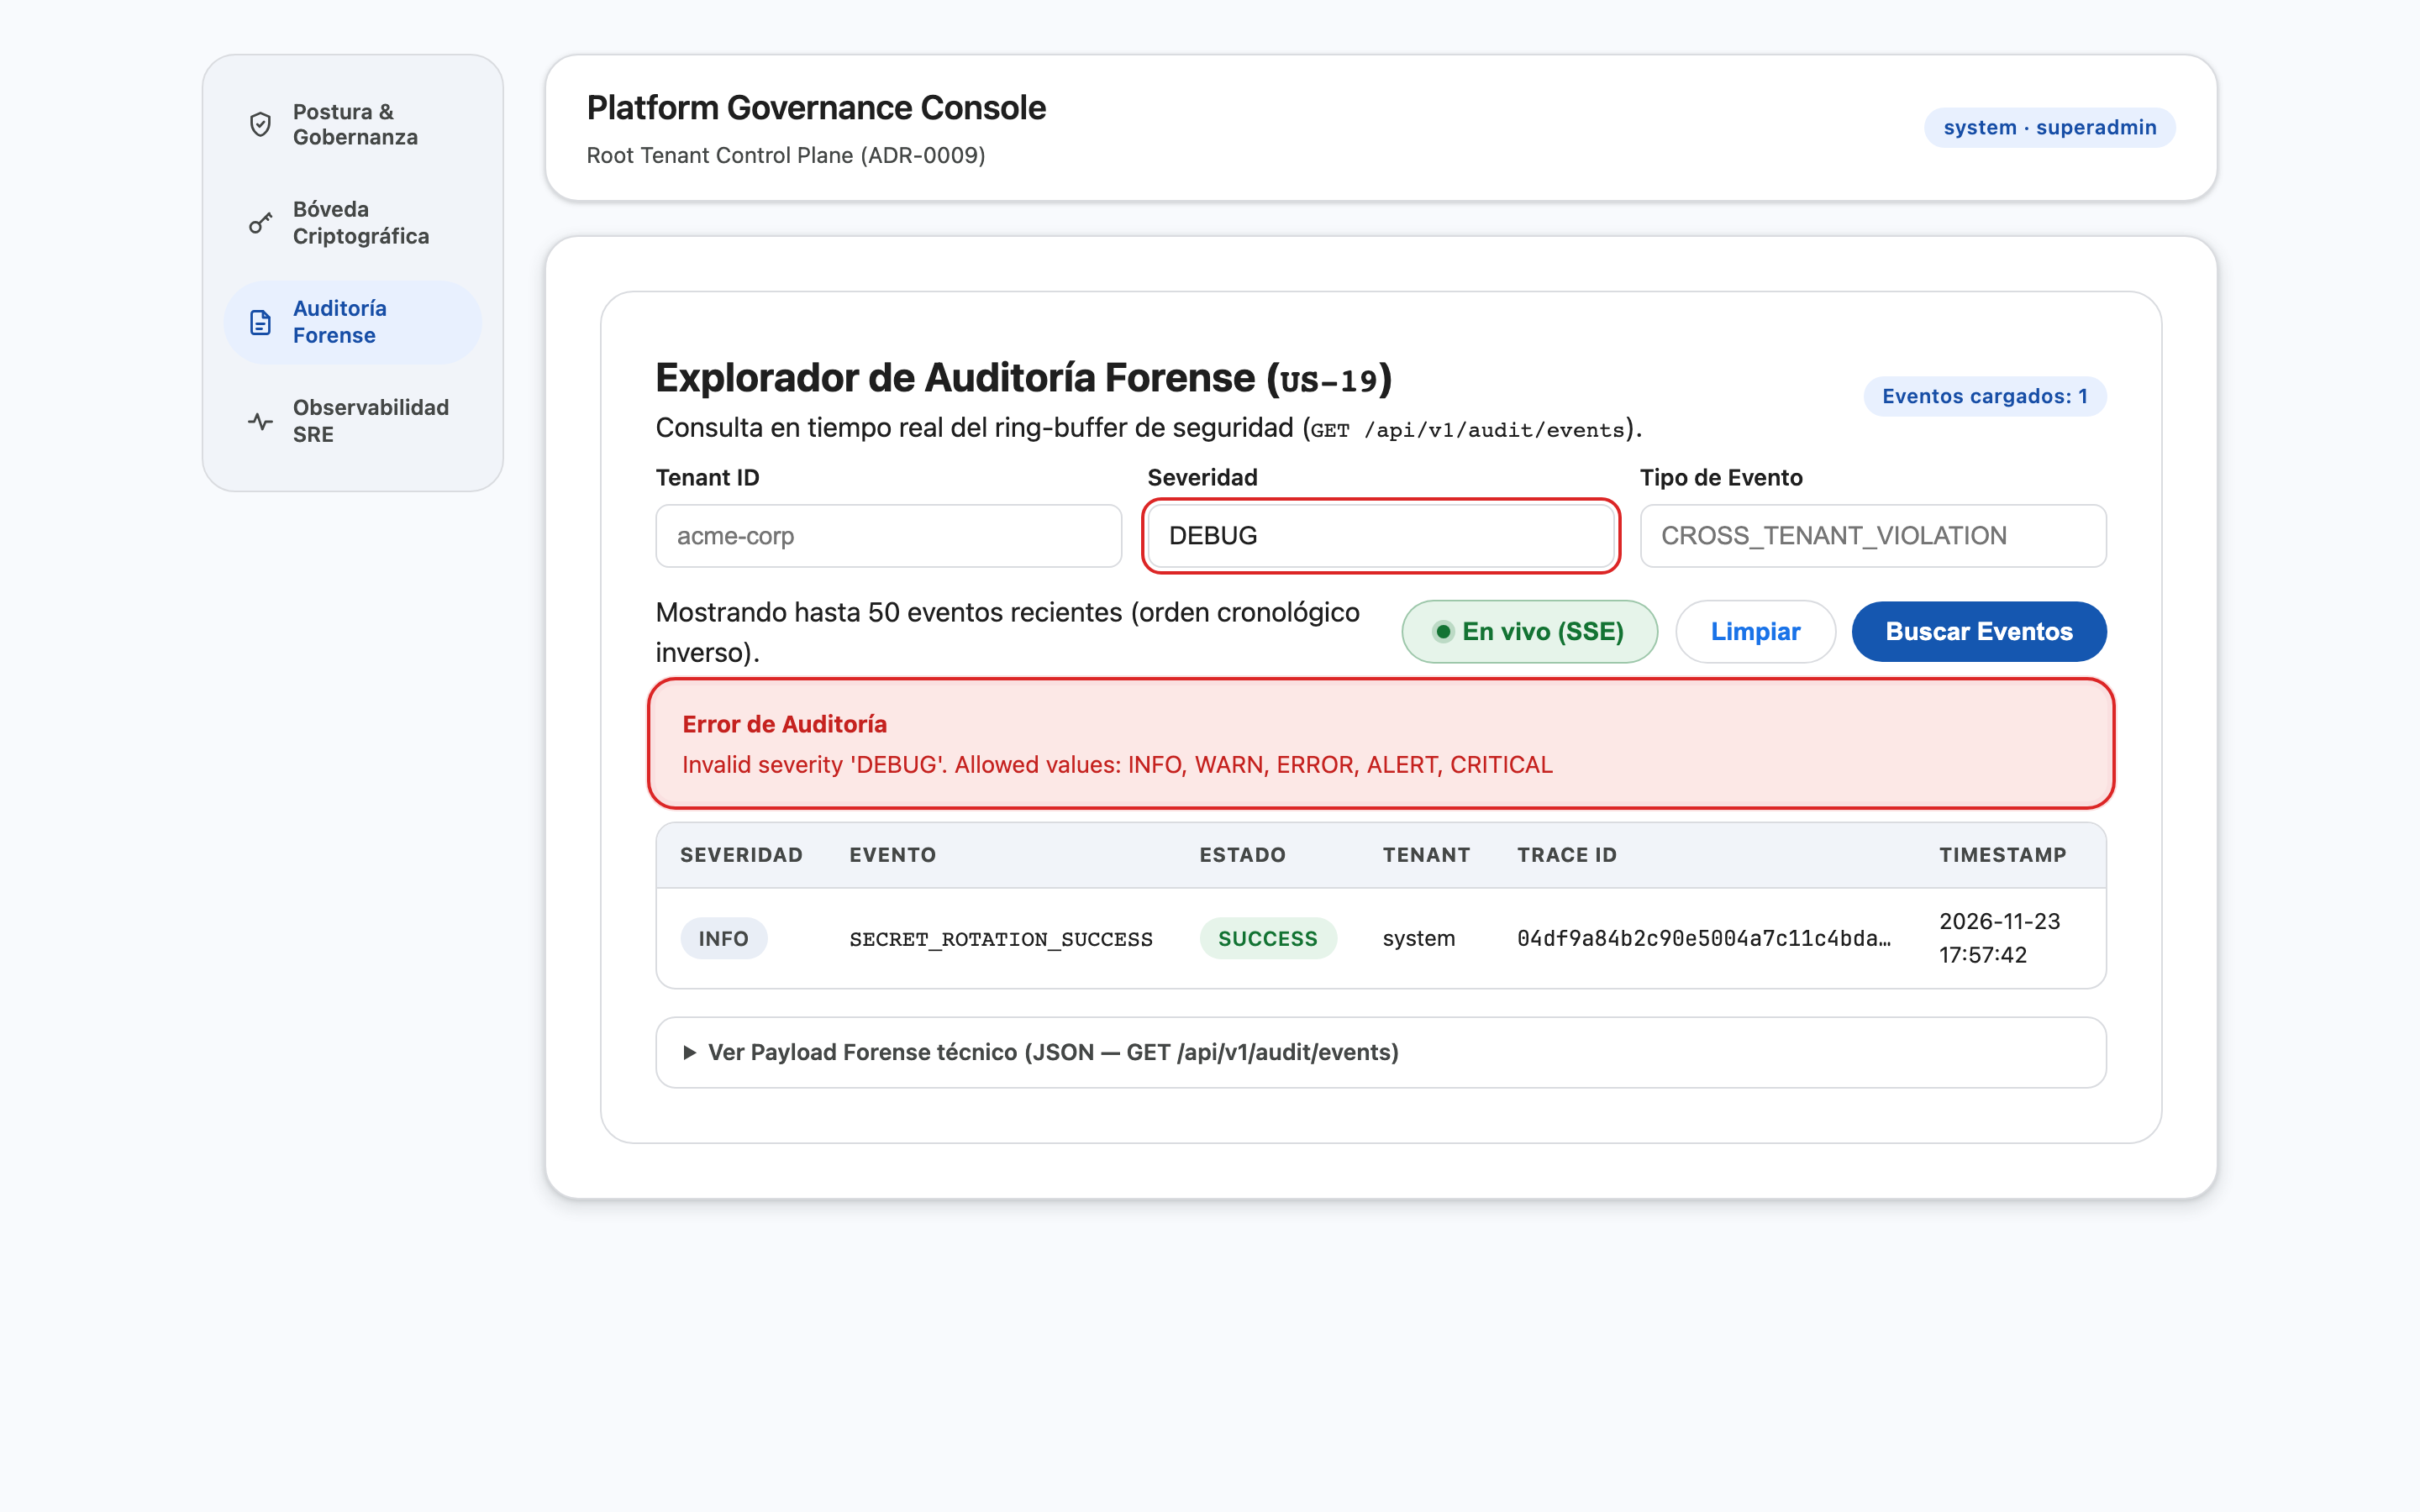 Postura &
Gobernanza
Bóveda
Criptográfica
Auditoría
Forense
Observabilidad
SRE
Platform Governance Console
Root Tenant Control Plane (ADR-0009)
system · superadmin
Explorador de Auditoría Forense (US-19)
Consulta en tiempo real del ring-buffer de seguridad (GET /api/v1/audit/events).
Eventos cargados: 1
Tenant ID
Severidad
Tipo de Evento
acme-corp
DEBUG
CROSS_TENANT_VIOLATION
Mostrando hasta 50 eventos recientes (orden cronológico
inverso).
En vivo (SSE)
Limpiar
Buscar Eventos
Error de Auditoría
Invalid severity 'DEBUG'. Allowed values: INFO, WARN, ERROR, ALERT, CRITICAL
SEVERIDAD EVENTO ESTADO TENANT TRACE ID TIMESTAMP
INFO SECRET_ROTATION_SUCCESS SUCCESS system 04df9a84b2c90e5004a7c11c4bda… 2026-11-23
17:57:42
Ver Payload Forense técnico (JSON — GET /api/v1/audit/events)